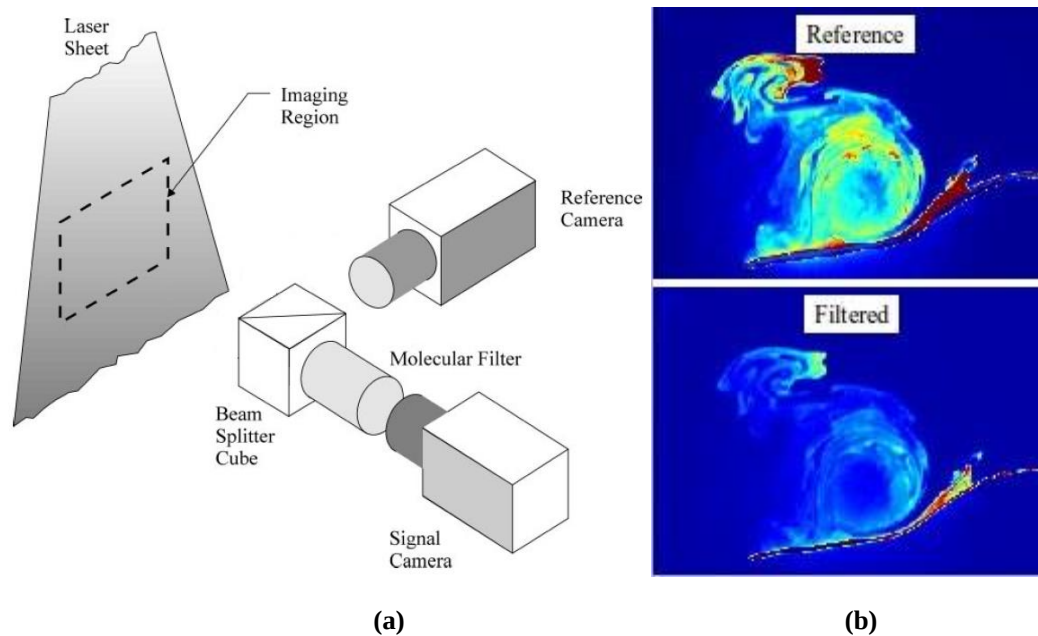 Laser
Sheet
Imaging
Region
Reference
Camera
Molecular Filter
Beam
Splitter
Cube
Signal
Camera
(a)
Reference
Filtered
(b)